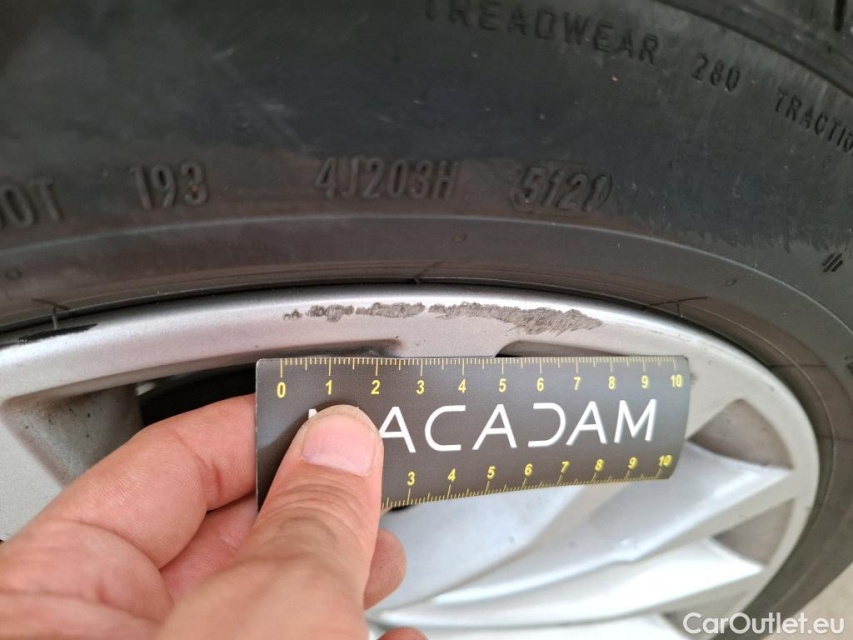 TREADWEAR 280 TRACTIO
DOT 193 4J203H 5121
0 1 2 3 4 5 6 7 8 9 10
ACADAM
3 4 5 6 7 8 9 10
CarOutlet.eu